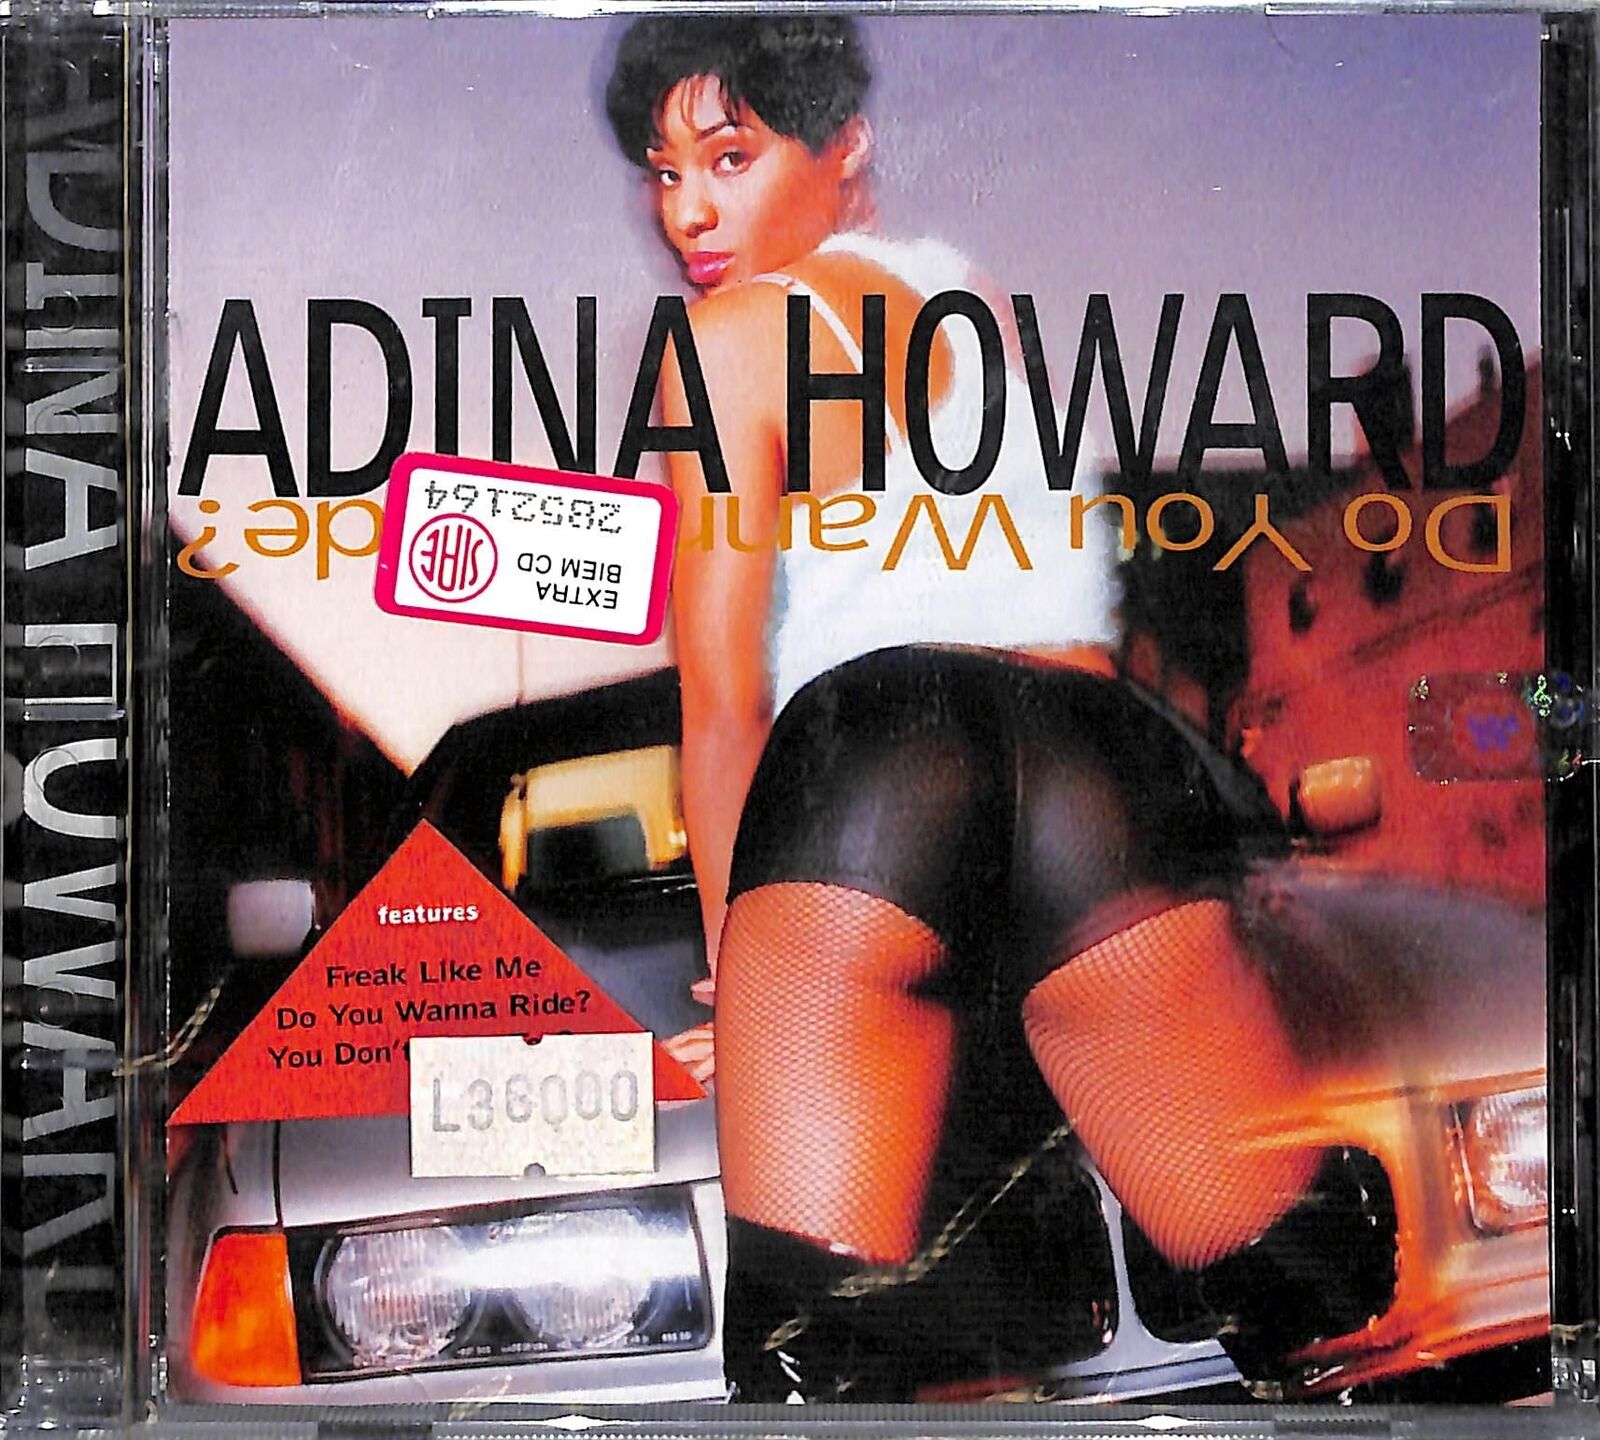 ADINA HOWARD
ADINA HOWARD
Do You Wann de?
2852164
SIAE
EXTRA
BIEM CD
features
Freak Like Me
Do You Wanna Ride?
You Don't
L36000